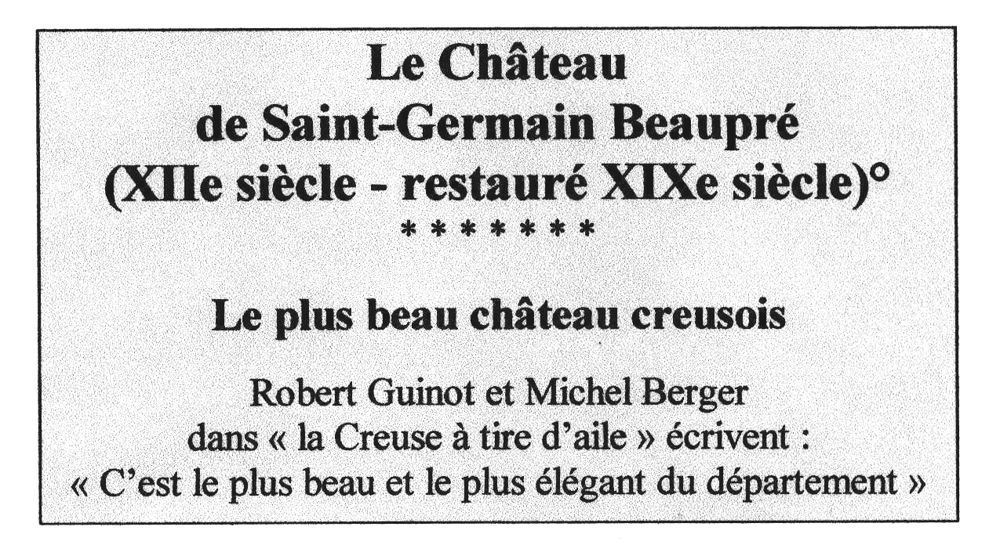 Le Château
de Saint-Germain Beaupré
(XIIe siècle - restauré XIXe siècle)°
* * * * * * *
Le plus beau château creusois
Robert Guinot et Michel Berger
dans « la Creuse à tire d’aile » écrivent :
« C’est le plus beau et le plus élégant du département »